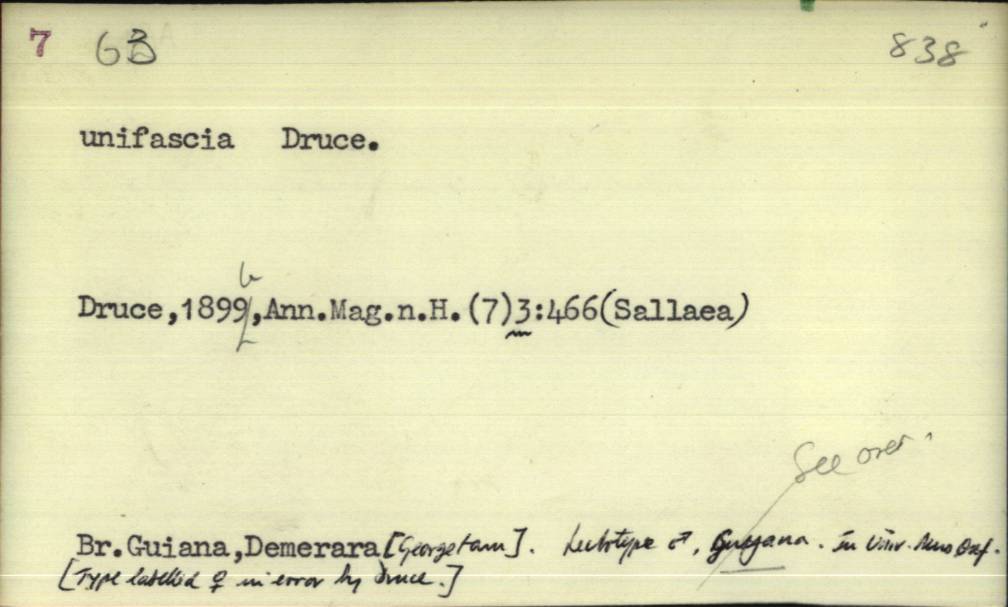 7 63 838
unifascia Druce.
b
Druce,1899,Ann.Mag.n.H.(7)3:466(Sallaea)
See over.
Br.Guiana,Demerara[Georgetown]. Lectotype ♂, Guyana. In Univ. Mus Oxf.
[Type labelled ♀ in error by Druce.]